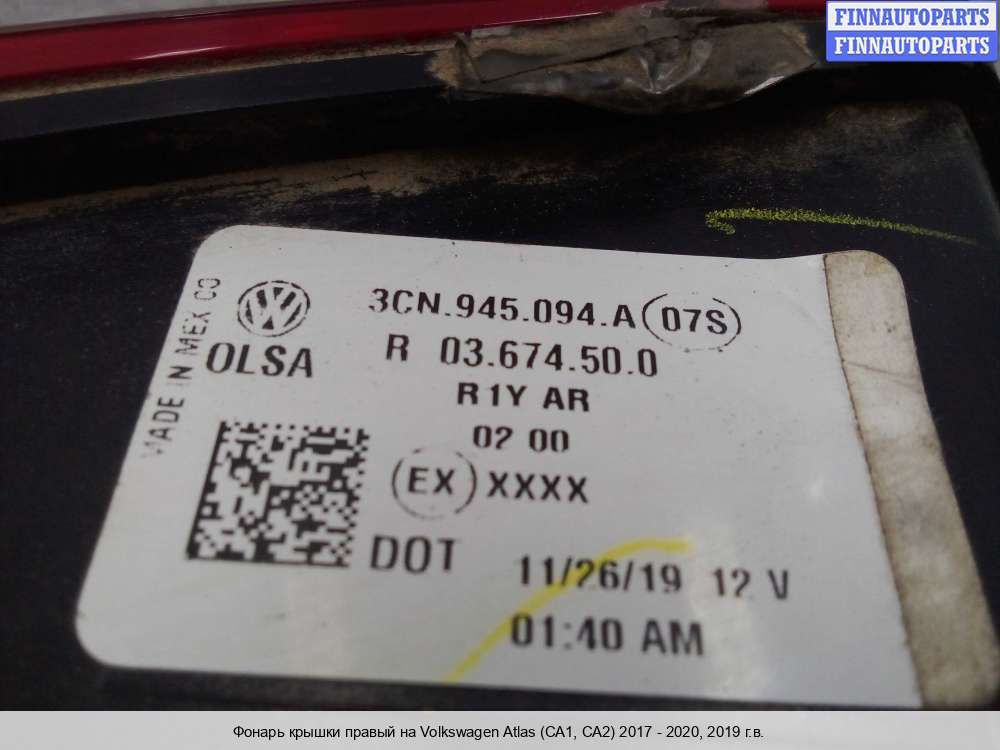 FINNAUTOPARTS
FINNAUTOPARTS
3CN.945.094.A (07S)
MADE IN MEXICO
OLSA
R 03.674.50.0
R1Y AR
02 00
EX XXXX
DOT
11/26/19 12 V
01:40 AM
Фонарь крышки правый на Volkswagen Atlas (CA1, CA2) 2017 - 2020, 2019 г.в.